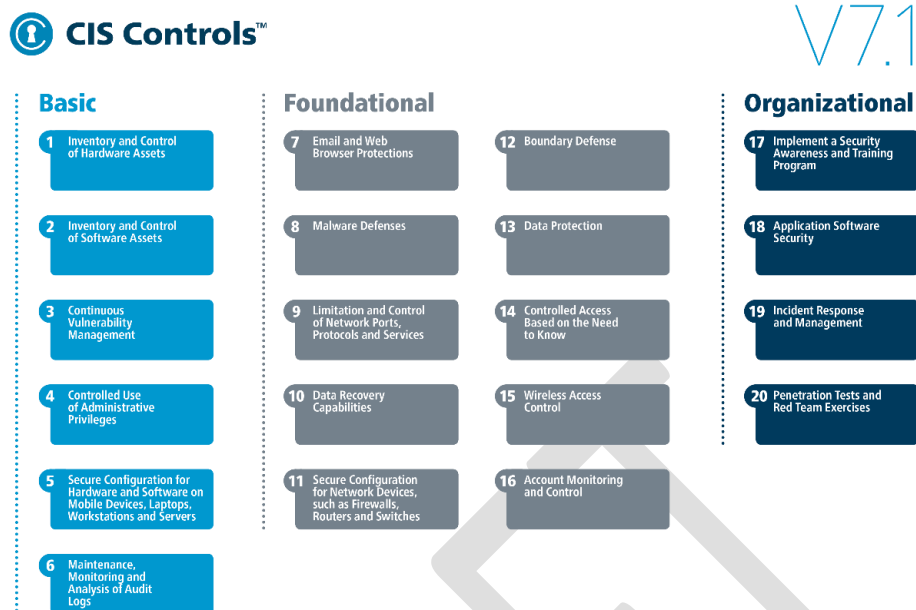 CIS Controls™
V7.1
Basic
1 Inventory and Control
of Hardware Assets
2 Inventory and Control
of Software Assets
3 Continuous
Vulnerability
Management
4 Controlled Use
of Administrative
Privileges
5 Secure Configuration for
Hardware and Software on
Mobile Devices, Laptops,
Workstations and Servers
6 Maintenance,
Monitoring and
Analysis of Audit
Logs
Foundational
7 Email and Web
Browser Protections
8 Malware Defenses
9 Limitation and Control
of Network Ports,
Protocols and Services
10 Data Recovery
Capabilities
11 Secure Configuration
for Network Devices,
such as Firewalls,
Routers and Switches
12 Boundary Defense
13 Data Protection
14 Controlled Access
Based on the Need
to Know
15 Wireless Access
Control
16 Account Monitoring
and Control
Organizational
17 Implement a Security
Awareness and Training
Program
18 Application Software
Security
19 Incident Response
and Management
20 Penetration Tests and
Red Team Exercises